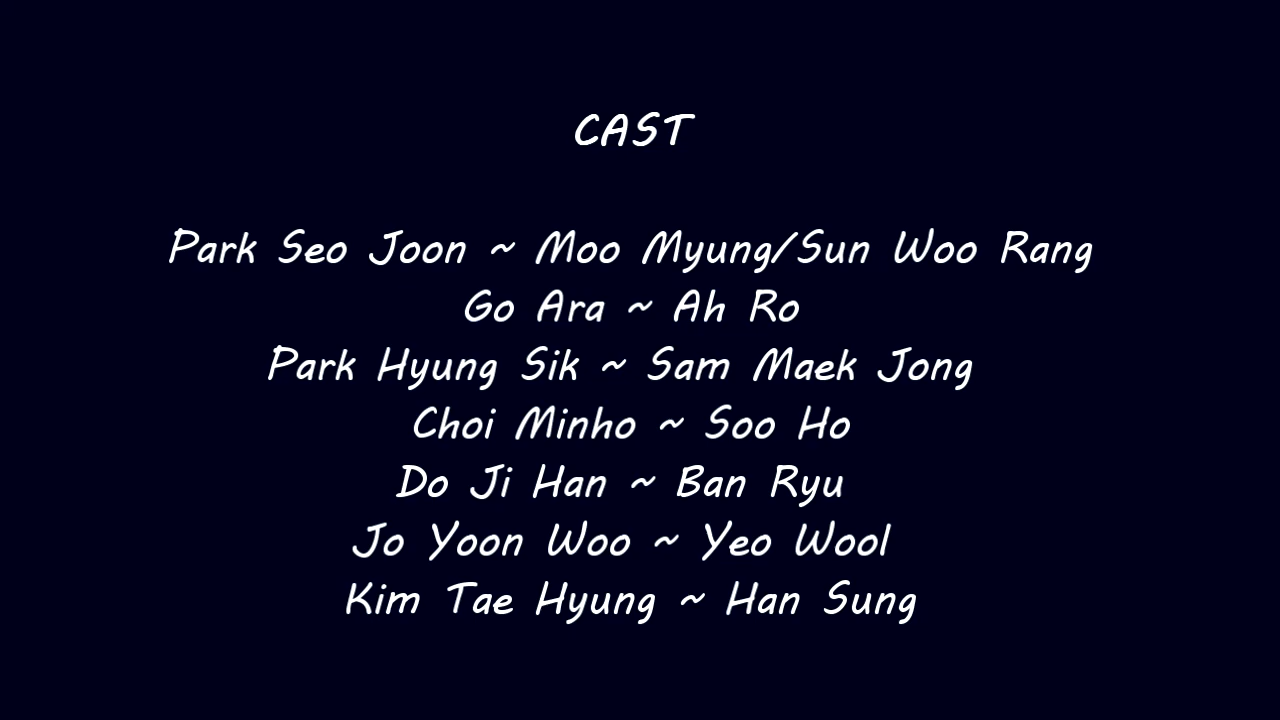 CAST
Park Seo Joon ~ Moo Myung/Sun Woo Rang
Go Ara ~ Ah Ro
Park Hyung Sik ~ Sam Maek Jong
Choi Minho ~ Soo Ho
Do Ji Han ~ Ban Ryu
Jo Yoon Woo ~ Yeo Wool
Kim Tae Hyung ~ Han Sung